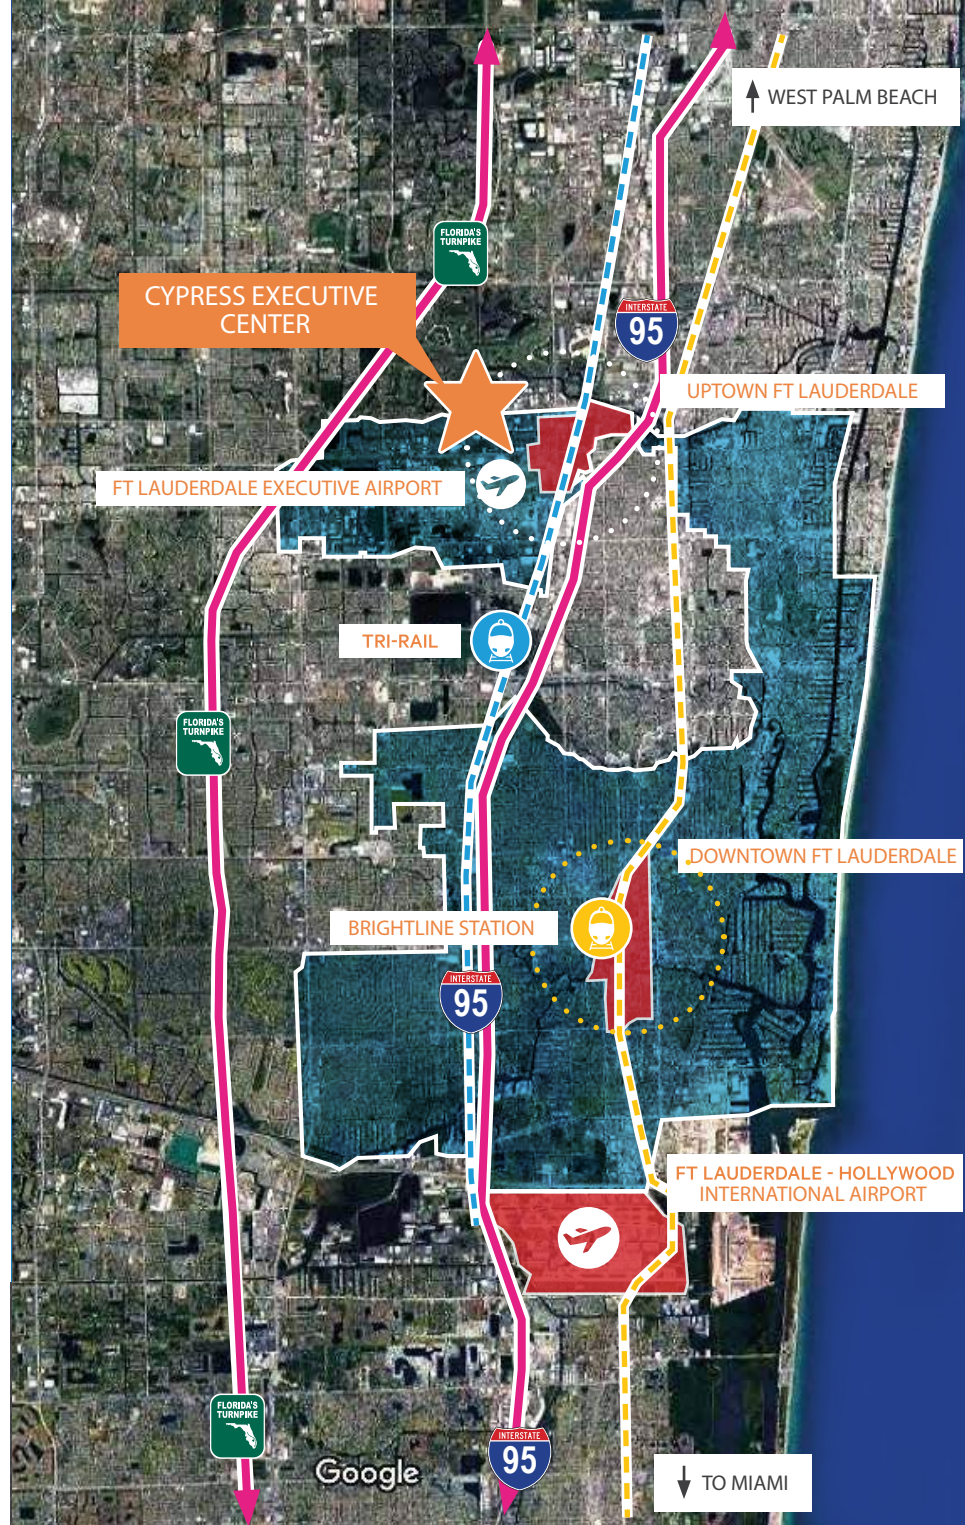 WEST PALM BEACH
FLORIDA'S
TURNPIKE
CYPRESS EXECUTIVE
CENTER
INTERSTATE
95
UPTOWN FT LAUDERDALE
FT LAUDERDALE EXECUTIVE AIRPORT
TRI-RAIL
FLORIDA'S
TURNPIKE
DOWNTOWN FT LAUDERDALE
BRIGHTLINE STATION
INTERSTATE
95
FT LAUDERDALE - HOLLYWOOD
INTERNATIONAL AIRPORT
FLORIDA'S
TURNPIKE
INTERSTATE
95
Google
TO MIAMI